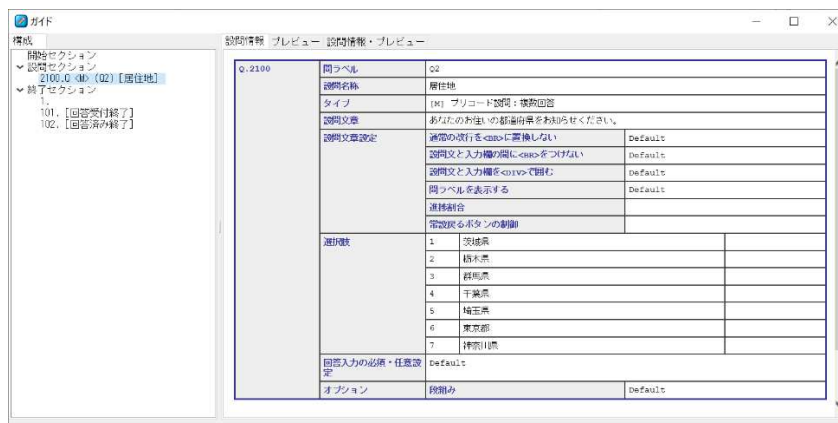 ガイド
構成
開始セクション
設問セクション
2100.Q <M> (Q2) [居住地]
終了セクション
1.
101. [回答受付終了]
102. [回答済み終了]
設問情報 プレビュー 設問情報・プレビュー
Q.2100 問ラベル Q2
設問名称 居住地
タイプ [M] プリコード設問：複数回答
設問文章 あなたのお住いの都道府県をお知らせください。
設問文章設定 通常の改行を<BR>に置換しない Default
設問文と入力欄の間に<BR>をつけない Default
設問文と入力欄を<DIV>で囲む Default
問ラベルを表示する Default
進捗割合
常設戻るボタンの制御
選択肢 1 茨城県
2 栃木県
3 群馬県
4 千葉県
5 埼玉県
6 東京都
7 神奈川県
回答入力の必須・任意設定 Default
オプション 段組み Default